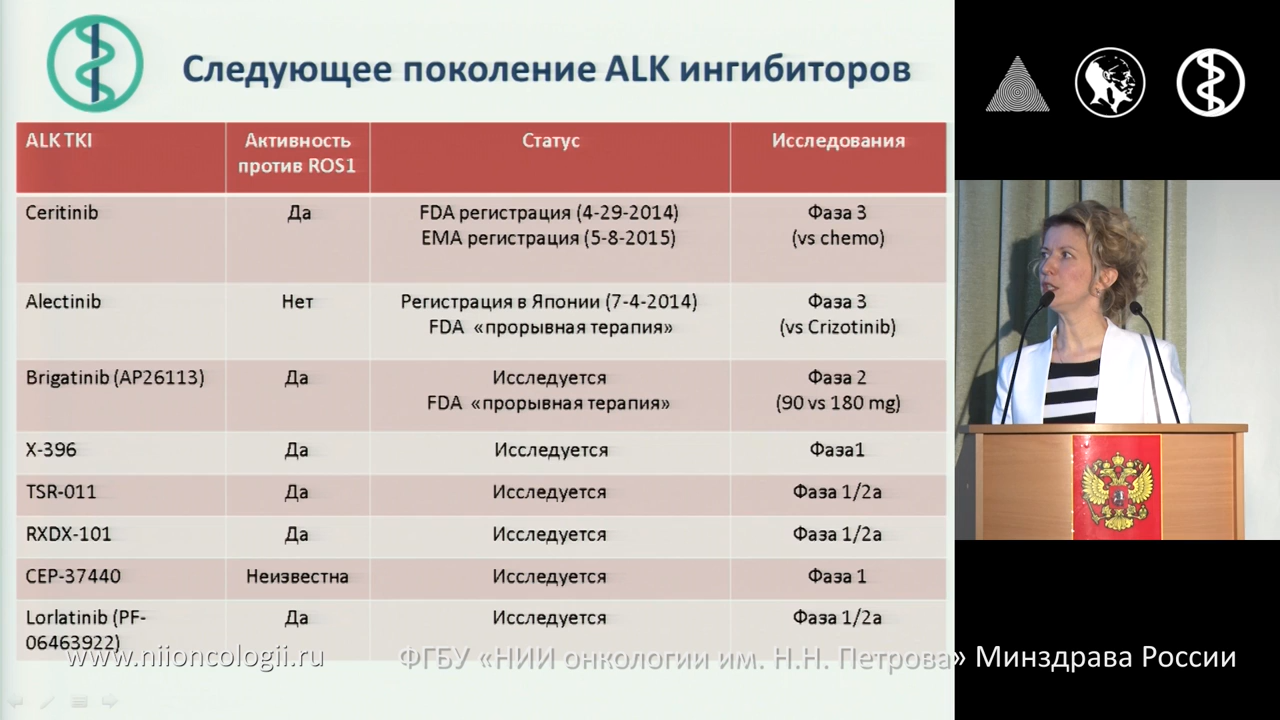 Следующее поколение ALK ингибиторов
ALK TKI
Активность
против ROS1
Статус
Исследования
Ceritinib
Да
FDA регистрация (4-29-2014)
EMA регистрация (5-8-2015)
Фаза 3
(vs chemo)
Alectinib
Нет
Регистрация в Японии (7-4-2014)
FDA «прорывная терапия»
Фаза 3
(vs Crizotinib)
Brigatinib (AP26113)
Да
Исследуется
FDA «прорывная терапия»
Фаза 2
(90 vs 180 mg)
X-396
Да
Исследуется
Фаза1
TSR-011
Да
Исследуется
Фаза 1/2a
RXDX-101
Да
Исследуется
Фаза 1/2a
CEP-37440
Неизвестна
Исследуется
Фаза 1
Lorlatinib (PF-
06463922)
Да
Исследуется
Фаза 1/2a
www.niioncologii.ru
ФГБУ «НИИ онкологии им. Н.Н. Петрова» Минздрава России